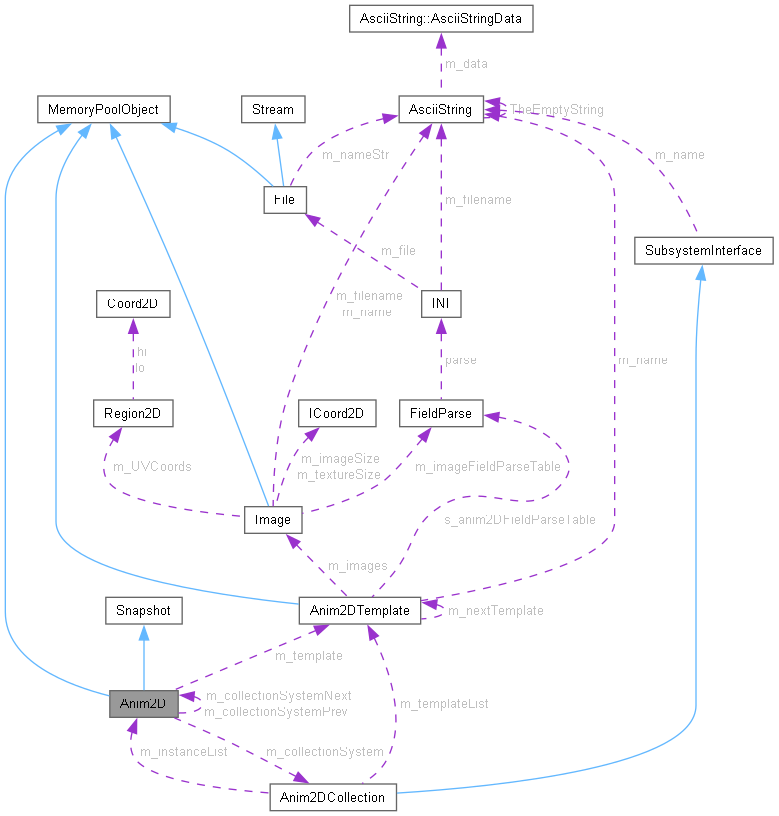 AsciiString::AsciiStringData
m_data
MemoryPoolObject
Stream
AsciiString
TheEmptyString
m_nameStr
m_name
File
m_filename
SubsystemInterface
m_file
Coord2D
m_filename
m_name
INI
hi
lo
parse
m_name
Region2D
ICoord2D
FieldParse
m_UVCoords
m_imageSize
m_textureSize
m_imageFieldParseTable
Image
s_anim2DFieldParseTable
m_images
Snapshot
Anim2DTemplate
m_nextTemplate
m_template
Anim2D
m_collectionSystemNext
m_collectionSystemPrev
m_templateList
m_instanceList
m_collectionSystem
Anim2DCollection